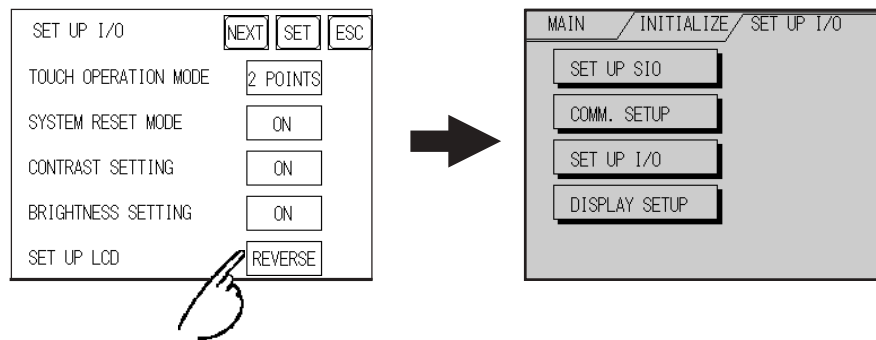 SET UP I/O NEXT SET ESC
TOUCH OPERATION MODE 2 POINTS
SYSTEM RESET MODE ON
CONTRAST SETTING ON
BRIGHTNESS SETTING ON
SET UP LCD REVERSE
MAIN INITIALIZE SET UP I/O
SET UP SIO
COMM. SETUP
SET UP I/O
DISPLAY SETUP